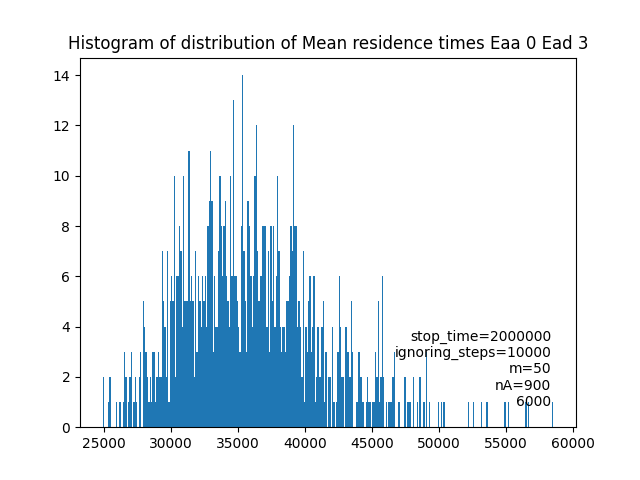 Histogram of distribution of Mean residence times Eaa 0 Ead 3
14
12
10
8
6
4
2
0
stop_time=2000000
ignoring_steps=10000
m=50
nA=900
6000
25000 30000 35000 40000 45000 50000 55000 60000